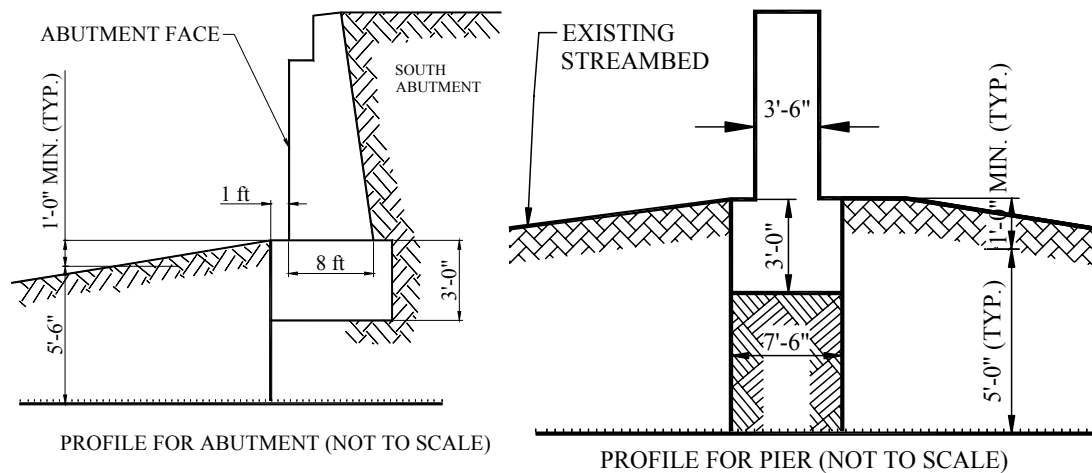 ABUTMENT FACE
SOUTH
ABUTMENT
1'-0" MIN. (TYP.)
1 ft
8 ft
3'-0"
5'-6"
PROFILE FOR ABUTMENT (NOT TO SCALE)
EXISTING
STREAMBED
3'-6"
1'-0" MIN. (TYP.)
3'-0"
7'-6"
5'-0" (TYP.)
PROFILE FOR PIER (NOT TO SCALE)